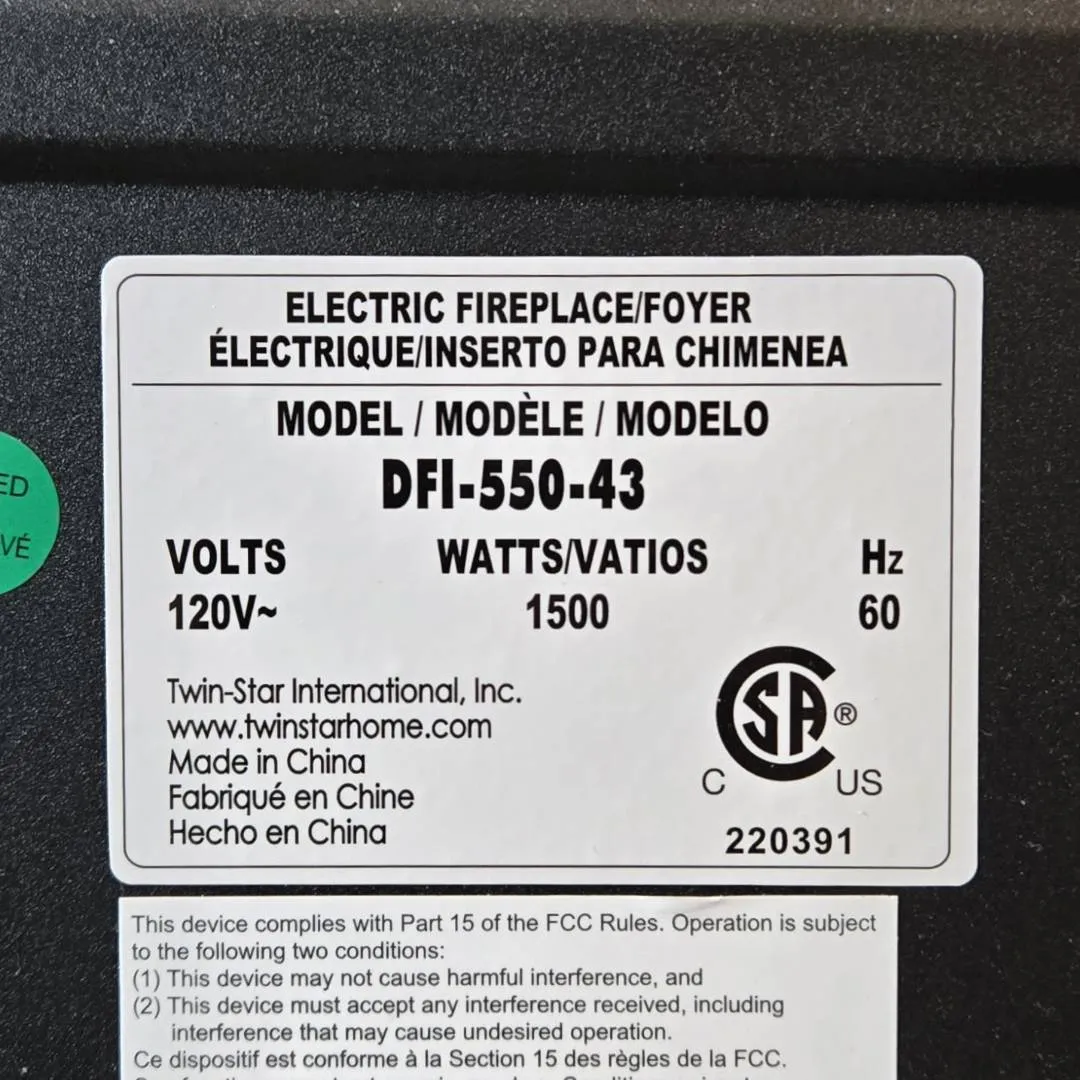 ELECTRIC FIREPLACE/FOYER
ÉLECTRIQUE/INSERTO PARA CHIMENEA
MODEL / MODÈLE / MODELO
DFI-550-43
VOLTS WATTS/VATIOS Hz
120V~ 1500 60
Twin-Star International, Inc.
www.twinstarhome.com
Made in China
Fabriqué en Chine
Hecho en China
CSA®
C US
220391
ED
VÉ
This device complies with Part 15 of the FCC Rules. Operation is subject
to the following two conditions:
(1) This device may not cause harmful interference, and
(2) This device must accept any interference received, including
interference that may cause undesired operation.
Ce dispositif est conforme à la Section 15 des règles de la FCC.